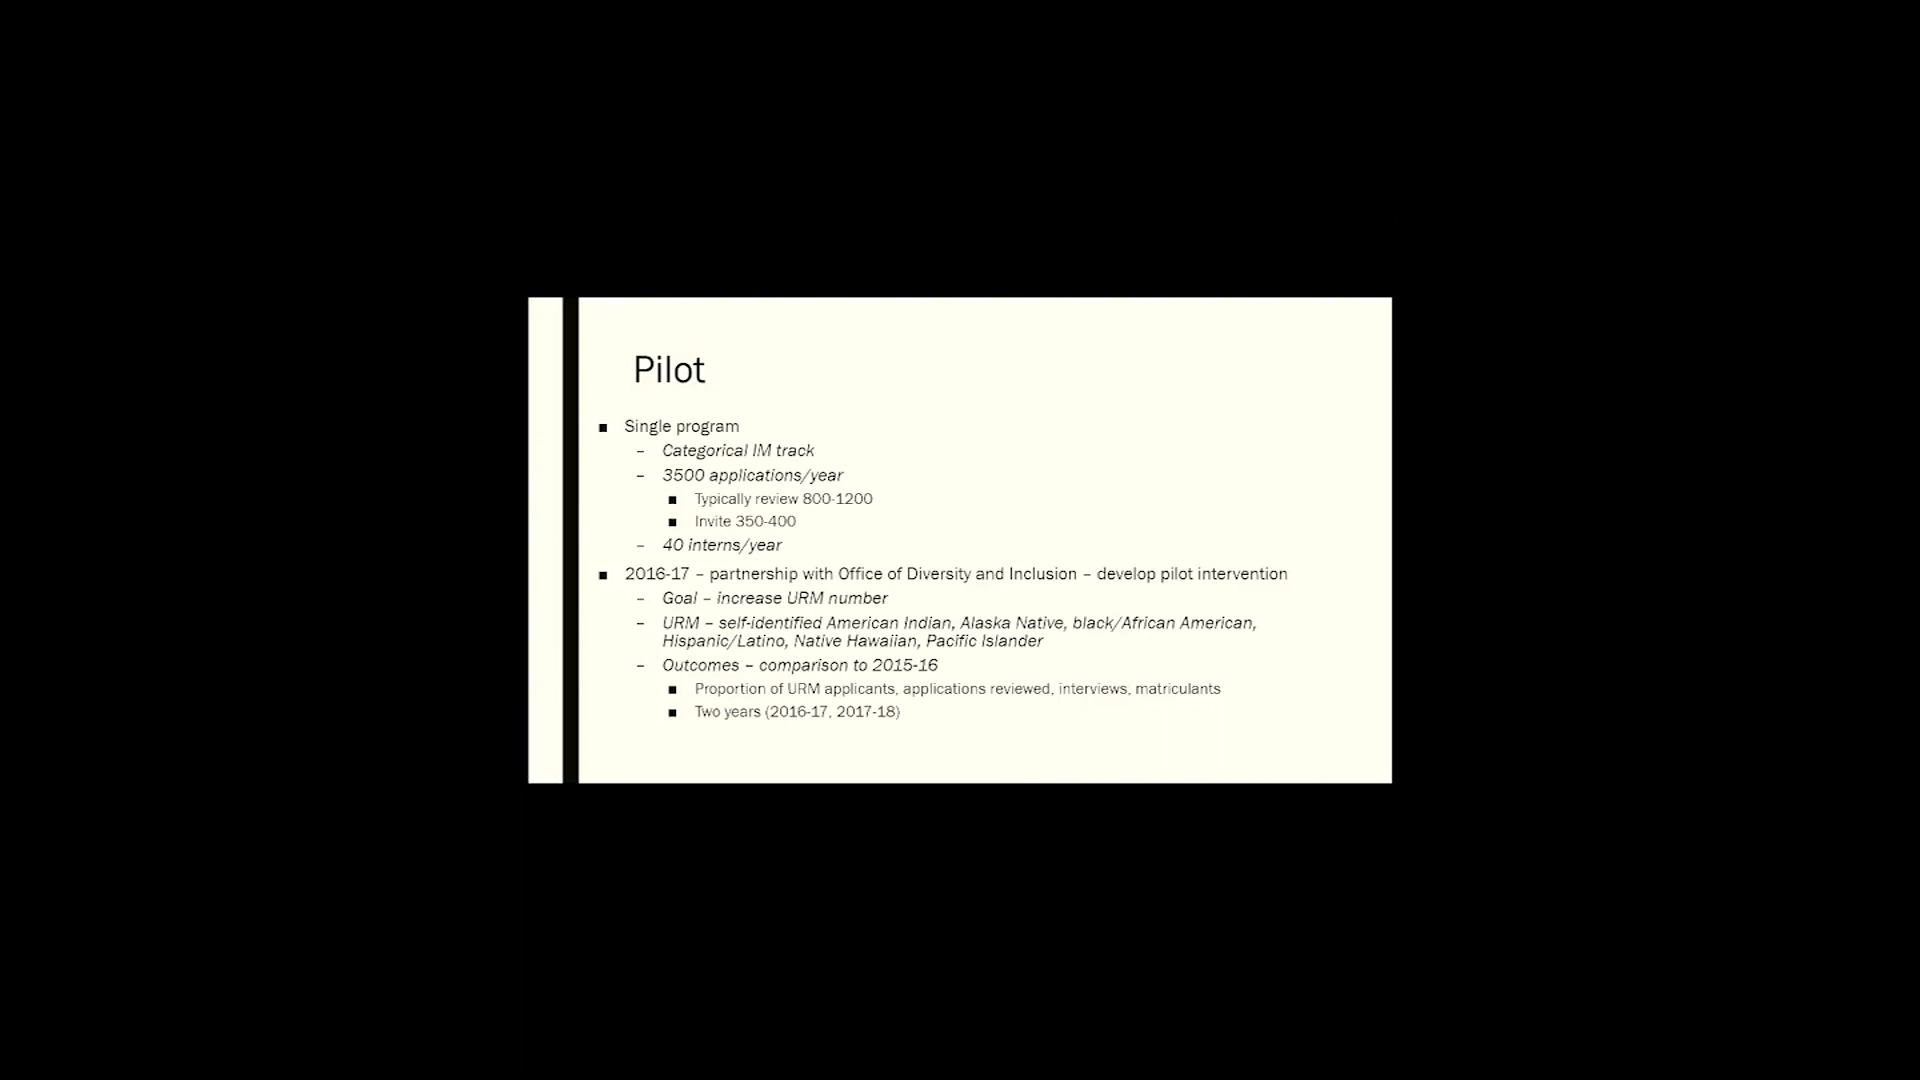 Pilot
■ Single program
– Categorical IM track
– 3500 applications/year
■ Typically review 800-1200
■ Invite 350-400
– 40 interns/year
■ 2016-17 – partnership with Office of Diversity and Inclusion – develop pilot intervention
– Goal – increase URM number
– URM – self-identified American Indian, Alaska Native, black/African American,
Hispanic/Latino, Native Hawaiian, Pacific Islander
– Outcomes – comparison to 2015-16
■ Proportion of URM applicants, applications reviewed, interviews, matriculants
■ Two years (2016-17, 2017-18)